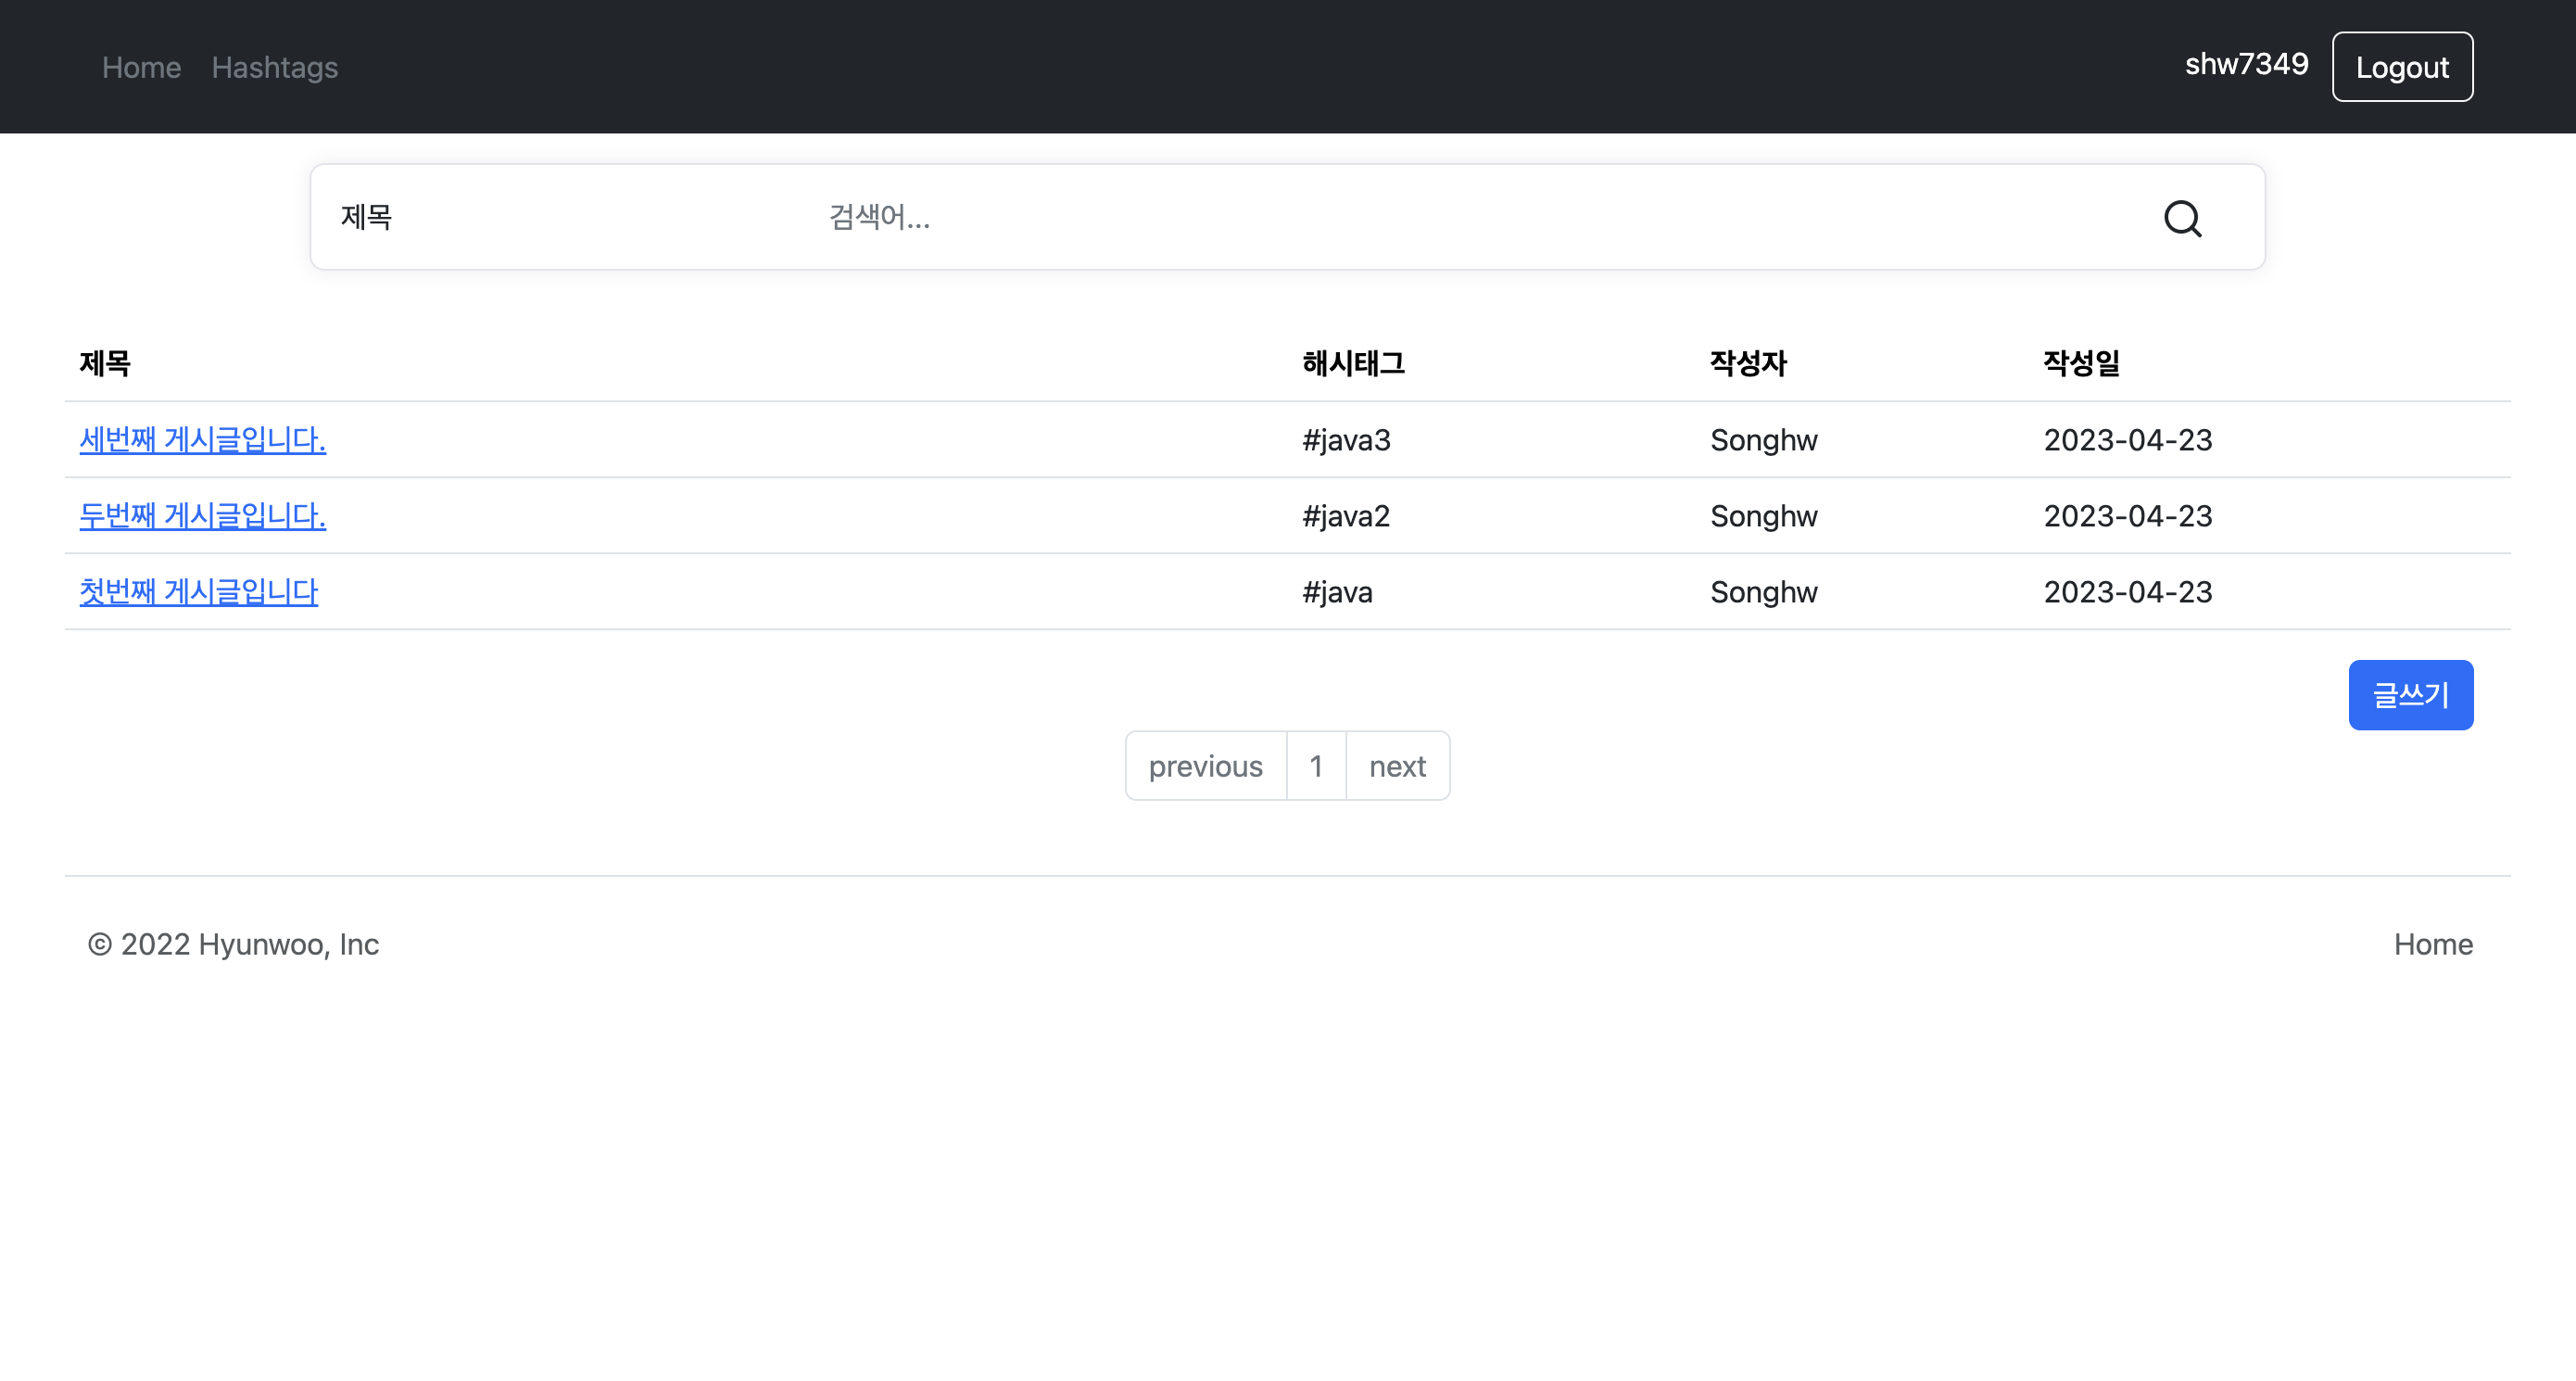 Home Hashtags shw7349 Logout
제목 검색어...
제목 해시태그 작성자 작성일
세번째 게시글입니다. #java3 Songhw 2023-04-23
두번째 게시글입니다. #java2 Songhw 2023-04-23
첫번째 게시글입니다 #java Songhw 2023-04-23
글쓰기
previous 1 next
© 2022 Hyunwoo, Inc Home